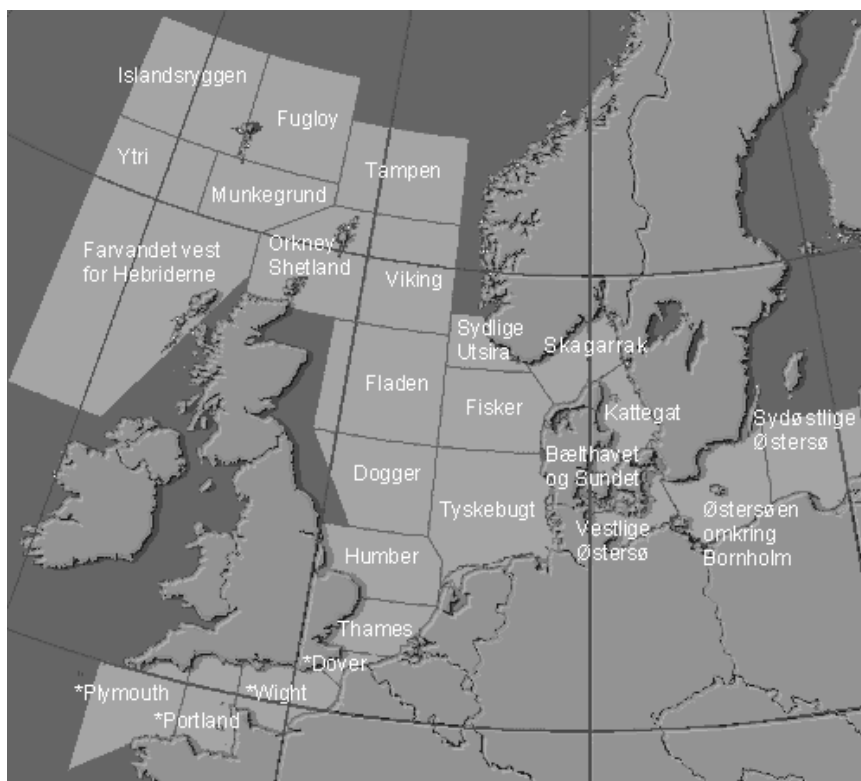 Islandsryggen
Fugloy
Ytri
Tampen
Munkegrund
Farvandet vest
for Hebriderne
Orkney
Shetland
Viking
Sydlige
Utsira
Skagarrak
Fladen
Fisker
Kattegat
Sydøstlige
Østersø
Bælthavet
og Sundet
Dogger
Tyskebugt
Østersøen
omkring
Bornholm
Vestlige
Østersø
Humber
Thames
*Dover
*Plymouth
*Wight
*Portland